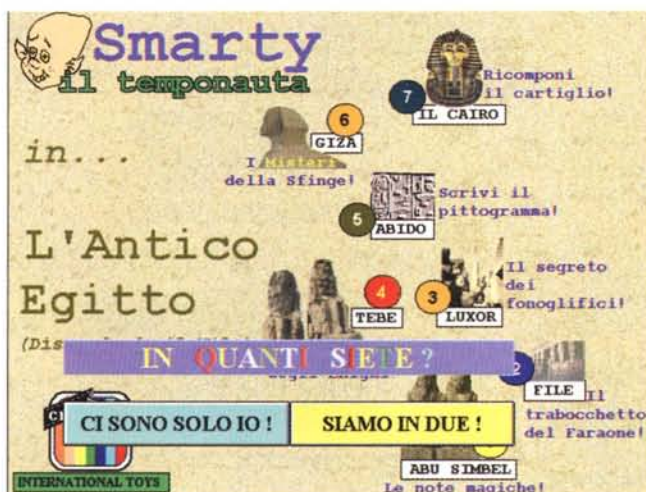 Smarty
il temponauta
in...
L'Antico
Egitto
7
IL CAIRO
Ricomponi
il cartiglio!
6
GIZA
I Misteri
della Sfinge!
5
ABIDO
Scrivi il
pittogramma!
4
TEBE
3
LUXOR
Il segreto
dei
fonoglifici!
IN QUANTI SIETE?
2
FILE
Il
trabocchetto
del Faraone!
CI SONO SOLO IO !
SIAMO IN DUE !
ABU SIMBEL
Le note magiche!
INTERNATIONAL TOYS